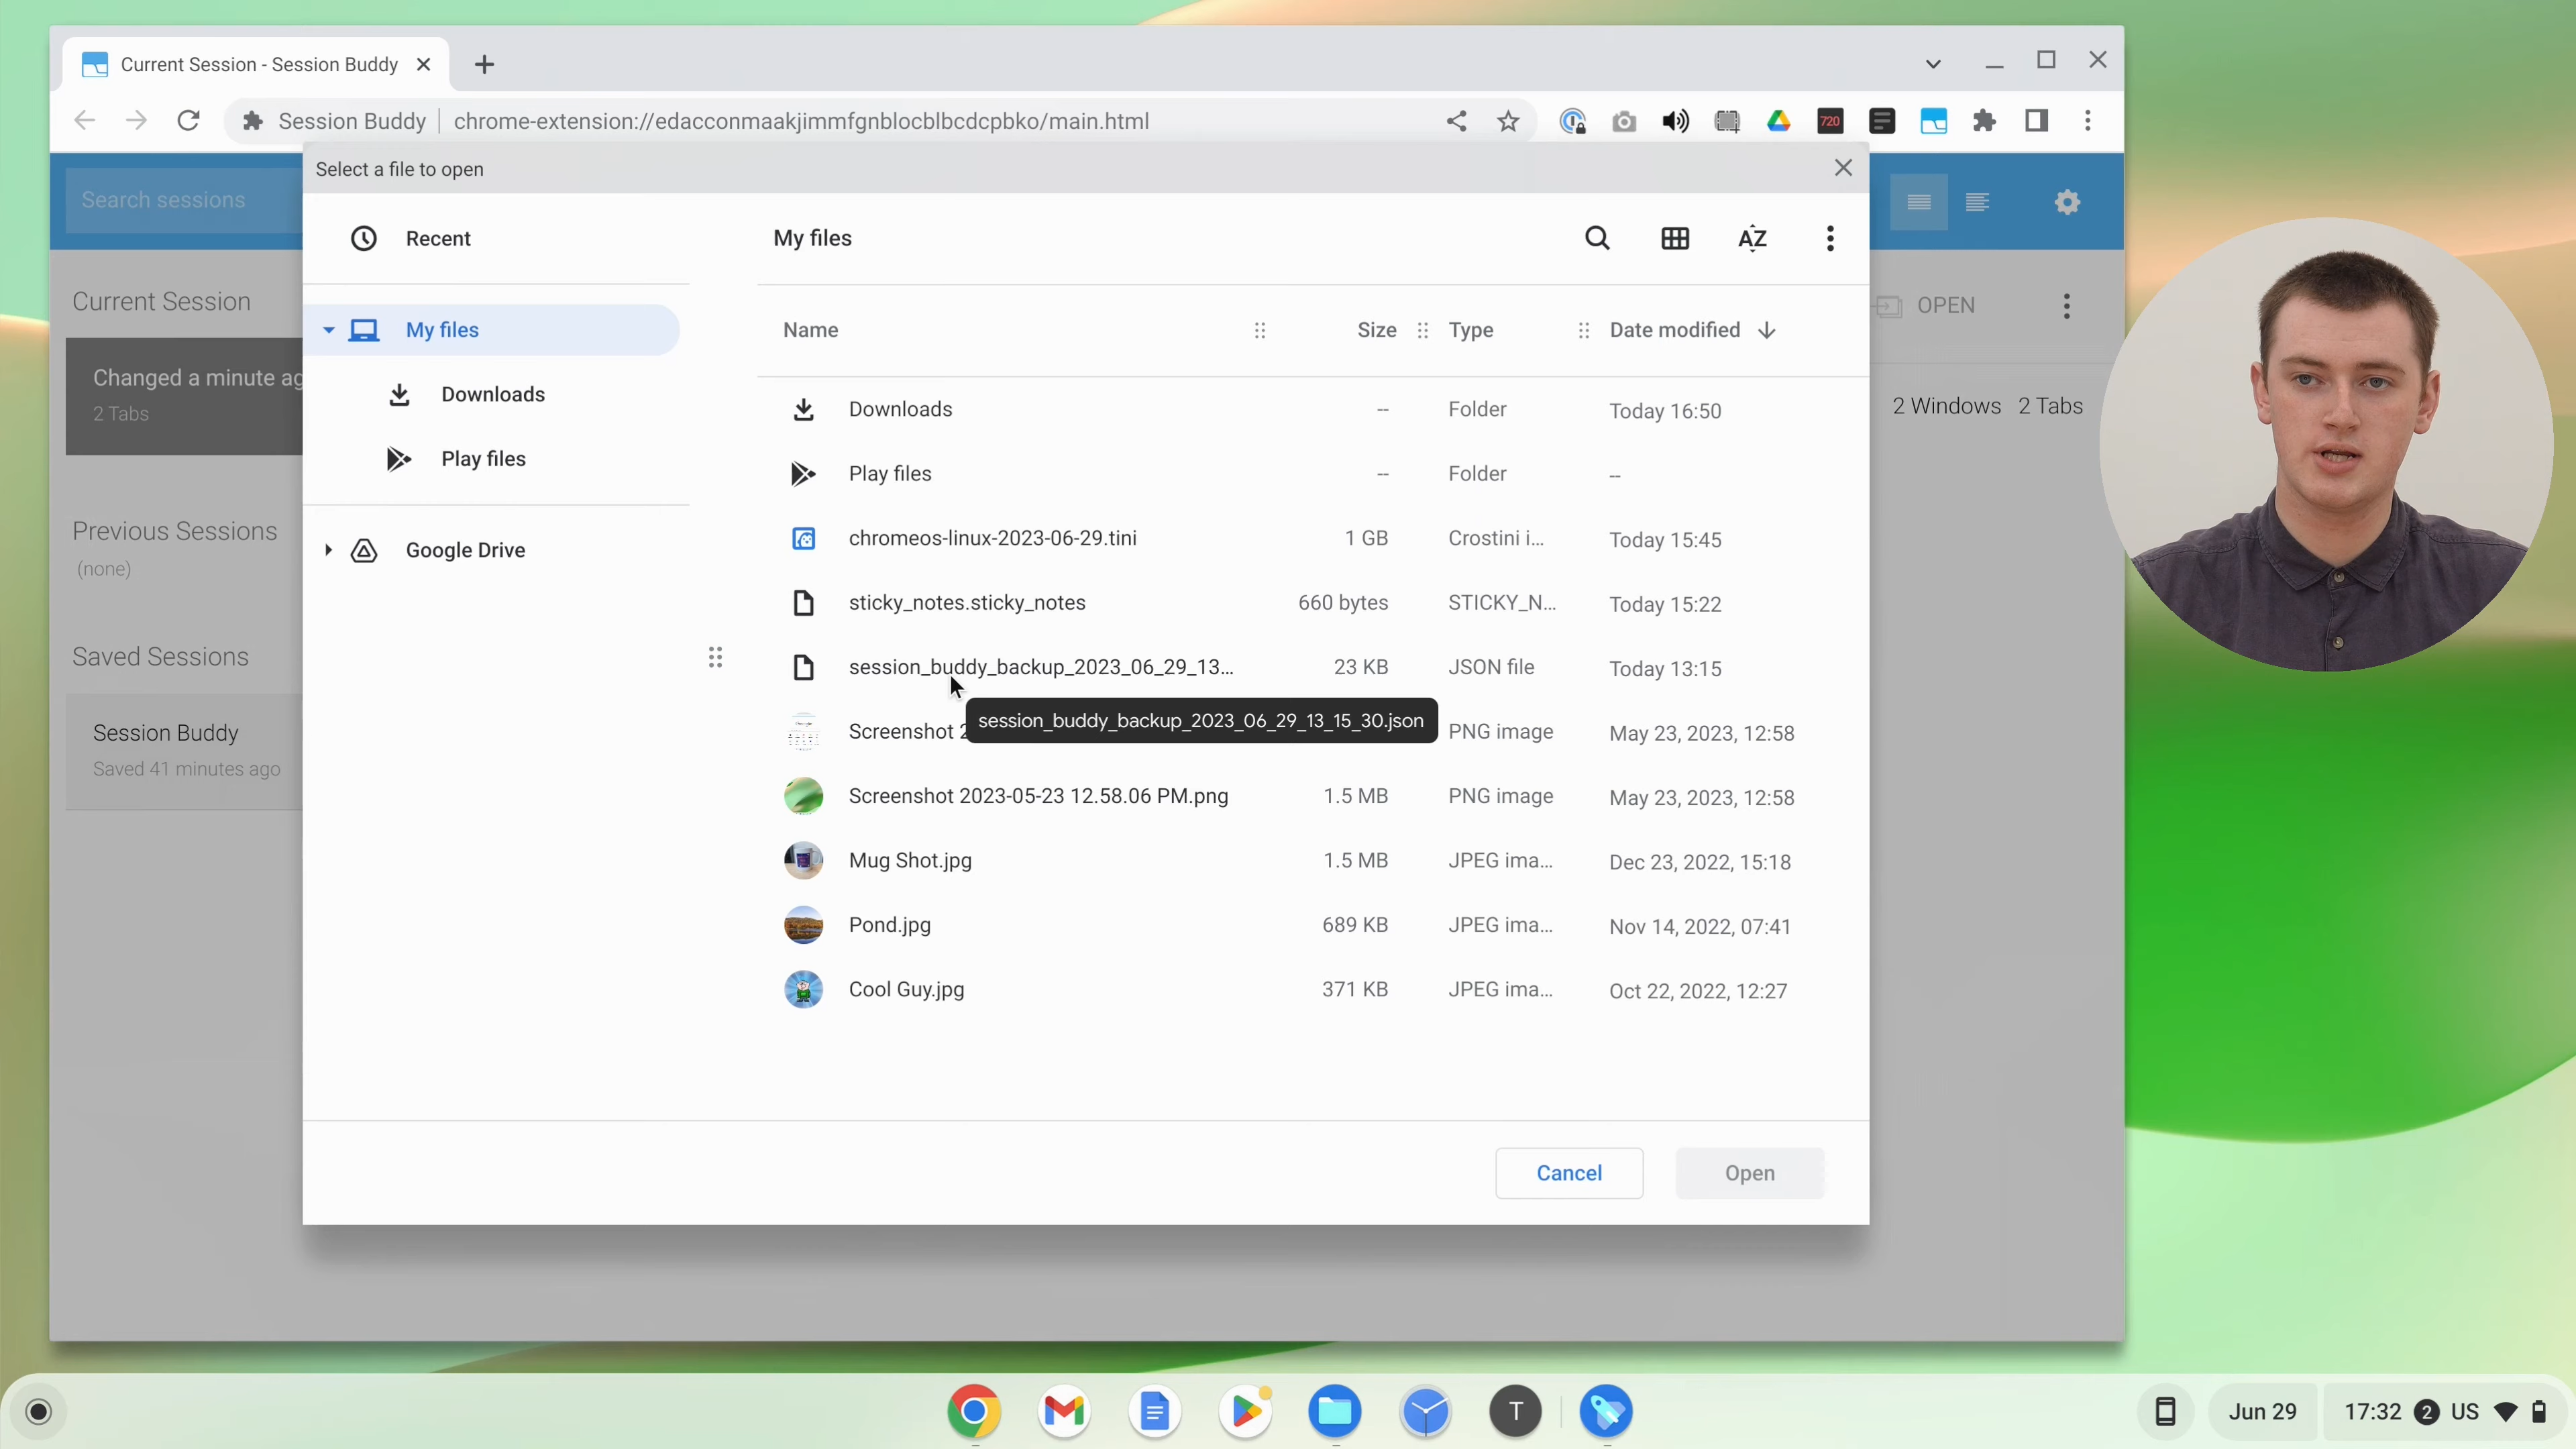 Current Session - Session Buddy
Session Buddy
chrome-extension://edacconmaakjimmfgnblocblbcdcpbko/main.html
720
Search sessions
Select a file to open
Recent
My files
My files
Downloads
Play files
Google Drive
Name
Size
Type
Date modified
Downloads -- Folder Today 16:50
Play files -- Folder --
chromeos-linux-2023-06-29.tini 1 GB Crostini i... Today 15:45
sticky_notes.sticky_notes 660 bytes STICKY_N... Today 15:22
session_buddy_backup_2023_06_29_13... 23 KB JSON file Today 13:15
session_buddy_backup_2023_06_29_13_15_30.json
Screenshot 2 PNG image May 23, 2023, 12:58
Screenshot 2023-05-23 12.58.06 PM.png 1.5 MB PNG image May 23, 2023, 12:58
Mug Shot.jpg 1.5 MB JPEG ima... Dec 23, 2022, 15:18
Pond.jpg 689 KB JPEG ima... Nov 14, 2022, 07:41
Cool Guy.jpg 371 KB JPEG ima... Oct 22, 2022, 12:27
Cancel
Open
Current Session
Changed a minute ag
2 Tabs
Previous Sessions
(none)
Saved Sessions
Session Buddy
Saved 41 minutes ago
OPEN
2 Windows 2 Tabs
T
Jun 29
17:32 2 US